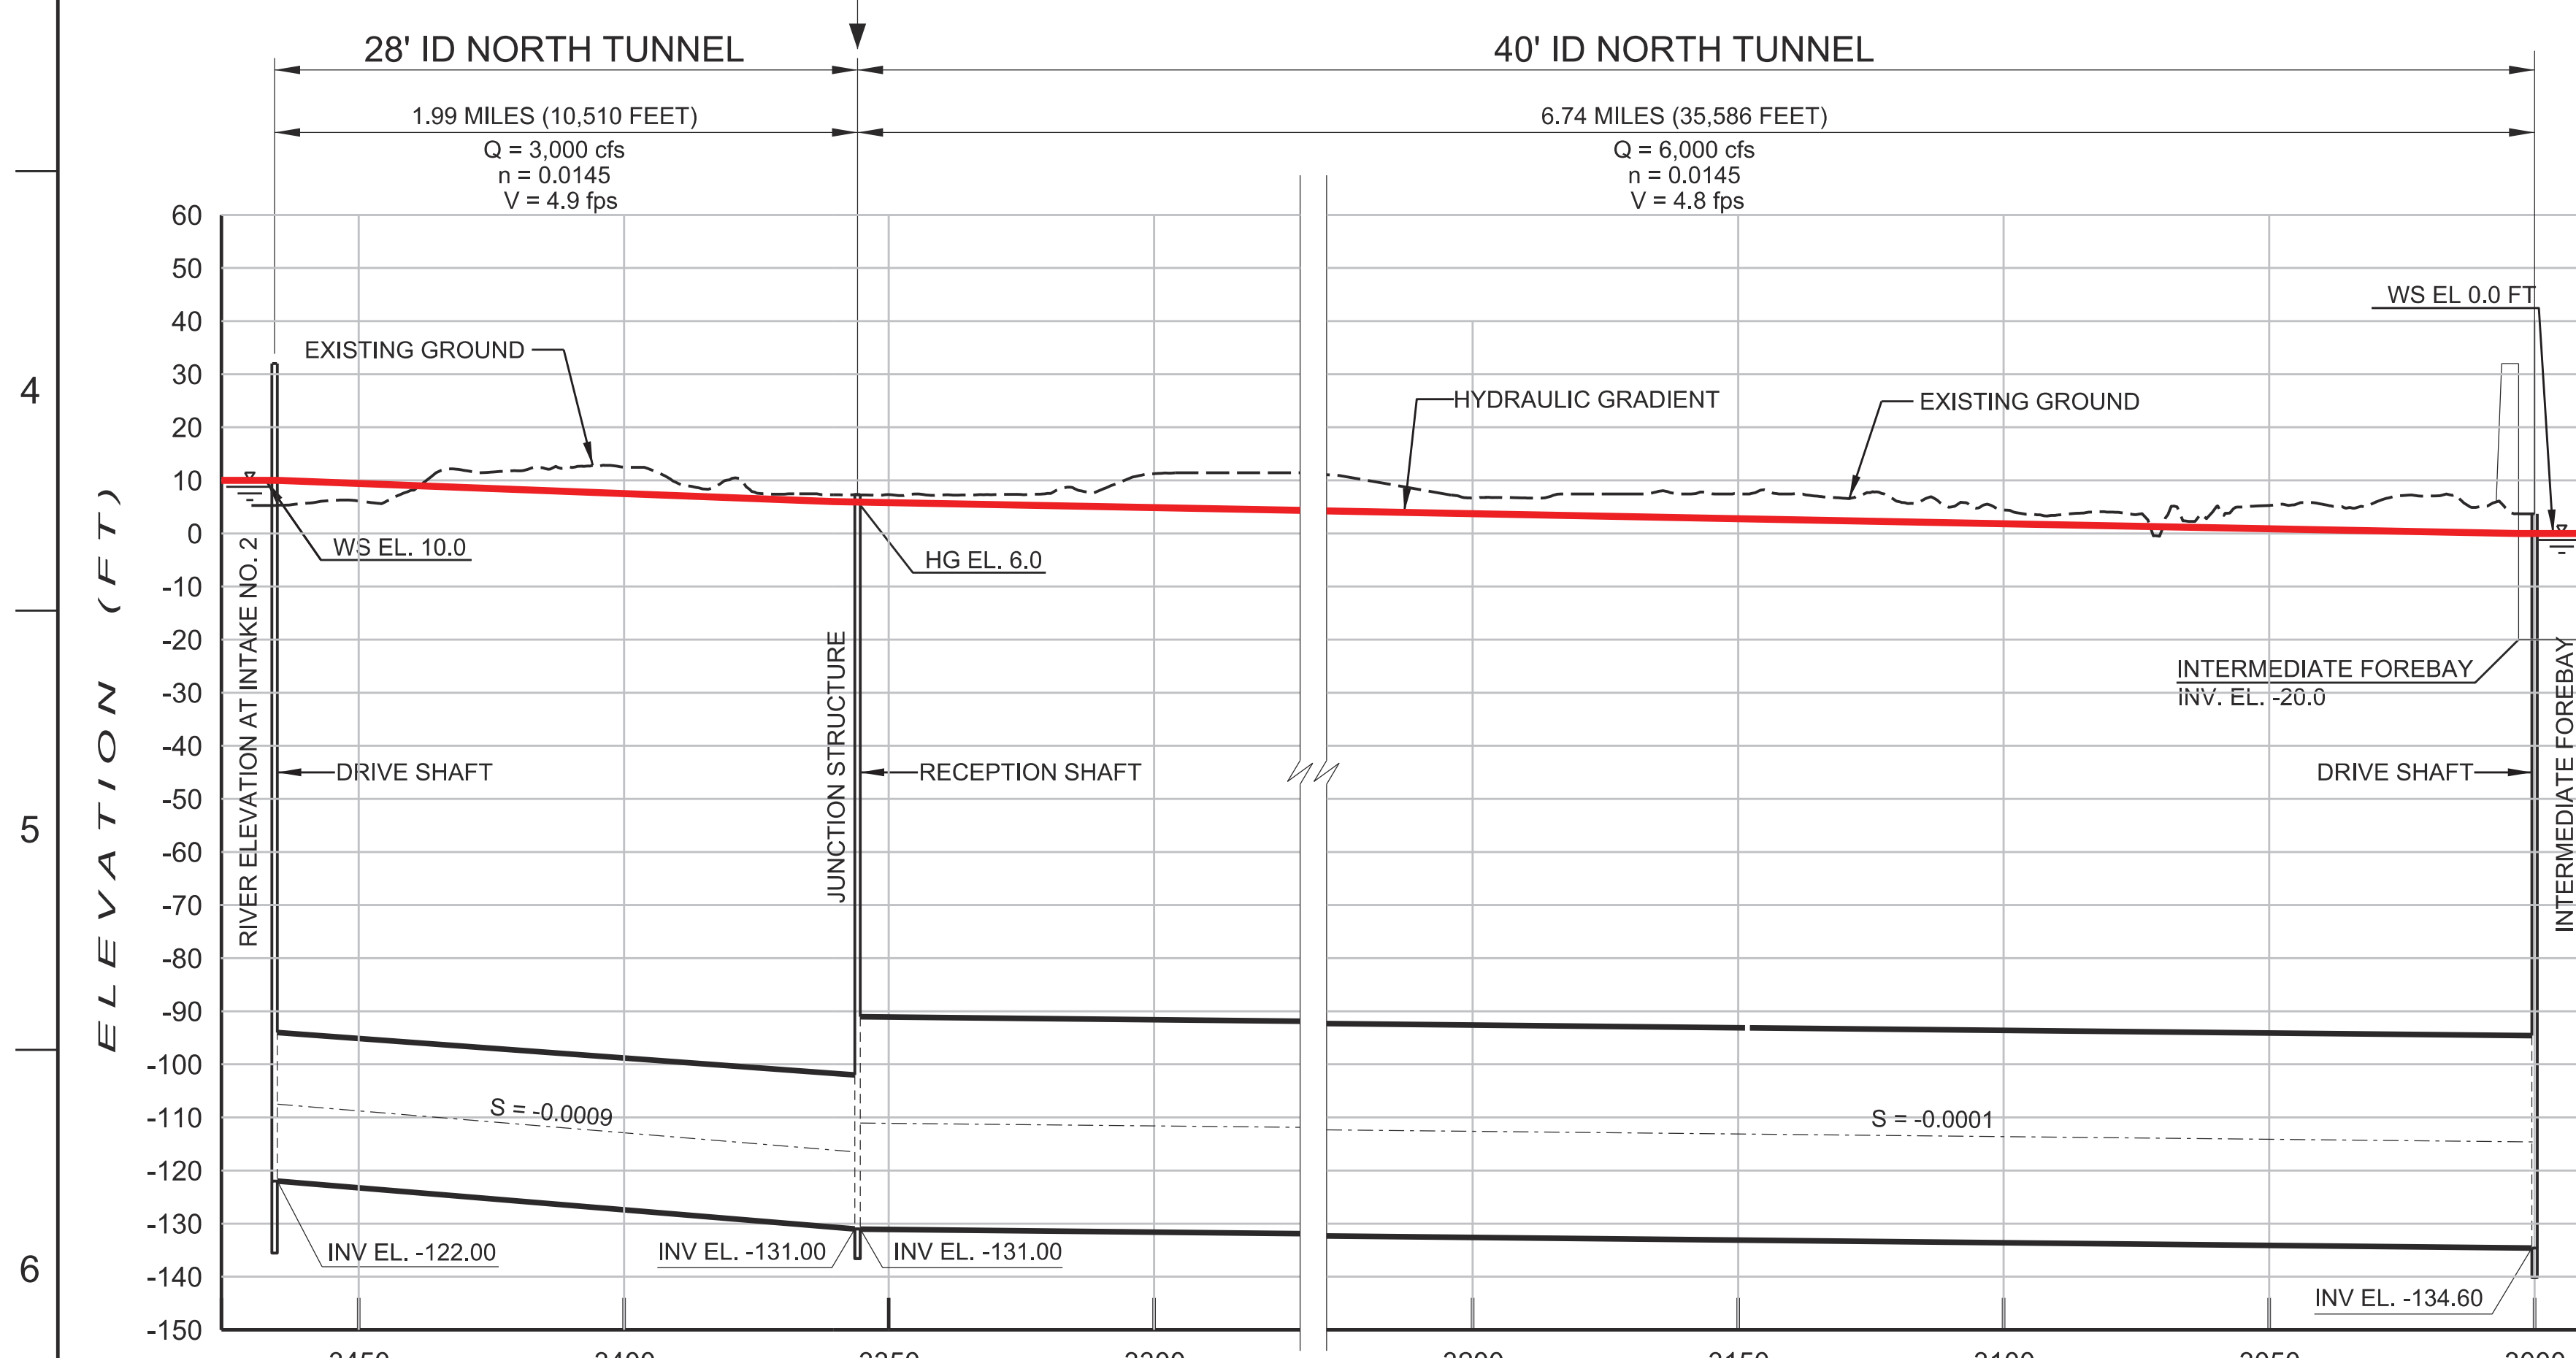 28' ID NORTH TUNNEL
40' ID NORTH TUNNEL
1.99 MILES (10,510 FEET)
Q = 3,000 cfs
n = 0.0145
V = 4.9 fps
6.74 MILES (35,586 FEET)
Q = 6,000 cfs
n = 0.0145
V = 4.8 fps
4
5
6
ELEVATION (FT)
60
50
40
30
20
10
0
-10
-20
-30
-40
-50
-60
-70
-80
-90
-100
-110
-120
-130
-140
-150
WS EL 0.0 FT
EXISTING GROUND
HYDRAULIC GRADIENT
EXISTING GROUND
WS EL. 10.0
HG EL. 6.0
RIVER ELEVATION AT INTAKE NO. 2
JUNCTION STRUCTURE
INTERMEDIATE FOREBAY
INV. EL. -20.0
INTERMEDIATE FOREBAY
DRIVE SHAFT
RECEPTION SHAFT
DRIVE SHAFT
S = -0.0009
S = -0.0001
INV EL. -122.00
INV EL. -131.00
INV EL. -131.00
INV EL. -134.60